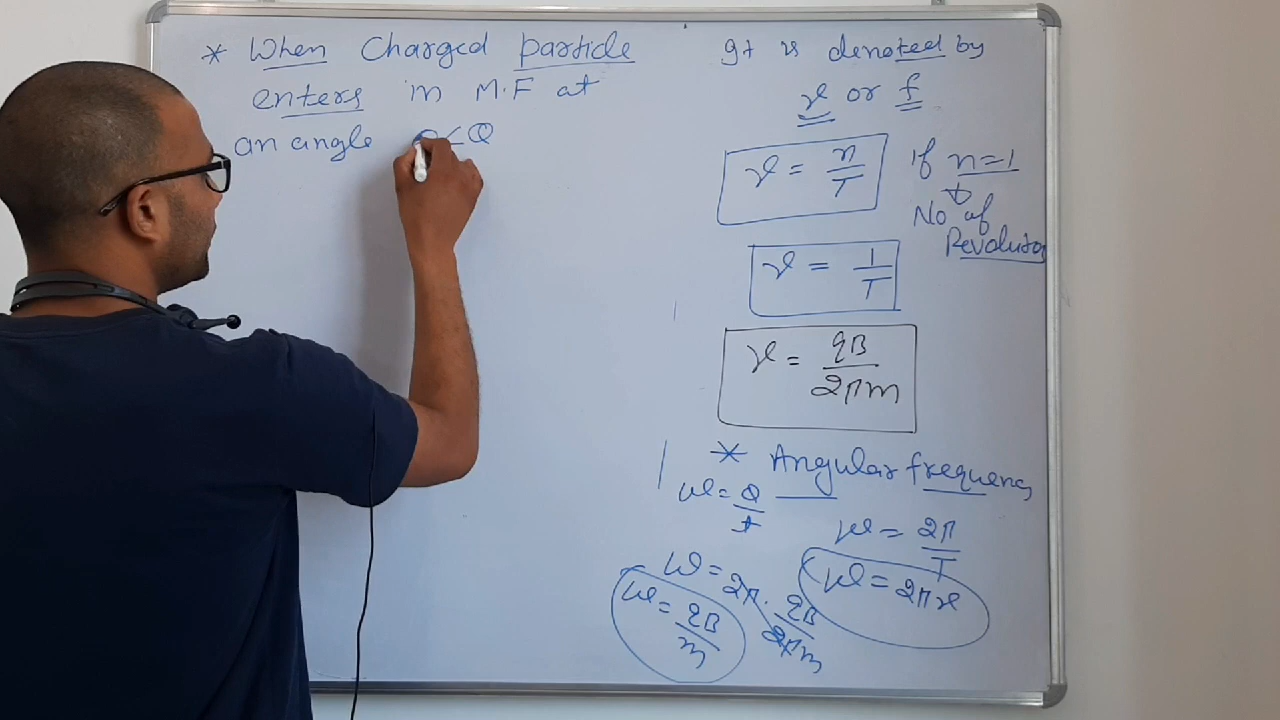 * When Charged particle
enters in M.F at
an angle 0<θ
It is denoted by
ν or f
ν = n/T
If n=1
↓
No of
Revolution
ν = 1/T
ν = qB/2πm
* Angular frequency
ω = θ/t
ω = 2π/T
ω = 2πν
ω = 2π. qB/2πm
ω = qB/m